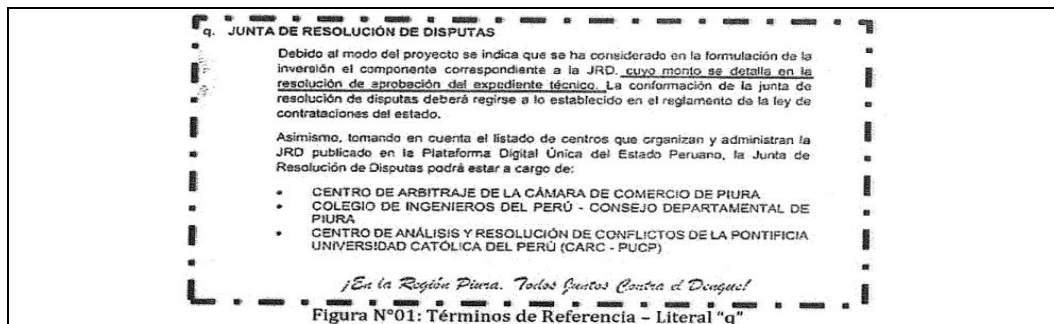 q. JUNTA DE RESOLUCIÓN DE DISPUTAS
Debido al modo del proyecto se indica que se ha considerado en la formulación de la
inversión el componente correspondiente a la JRD, cuyo monto se detalla en la
resolución de aprobación del expediente técnico. La conformación de la junta de
resolución de disputas deberá regirse a lo establecido en el reglamento de la ley de
contrataciones del estado.
Asimismo, tomando en cuenta el listado de centros que organizan y administran la
JRD publicado en la Plataforma Digital Única del Estado Peruano, la Junta de
Resolución de Disputas podrá estar a cargo de:
• CENTRO DE ARBITRAJE DE LA CÁMARA DE COMERCIO DE PIURA
• COLEGIO DE INGENIEROS DEL PERÚ - CONSEJO DEPARTAMENTAL DE
PIURA
• CENTRO DE ANÁLISIS Y RESOLUCIÓN DE CONFLICTOS DE LA PONTIFICIA
UNIVERSIDAD CATÓLICA DEL PERÚ (CARC - PUCP)
¡En la Región Piura, Todos Juntos Contra el Dengue!
Figura N°01: Términos de Referencia – Literal "q"